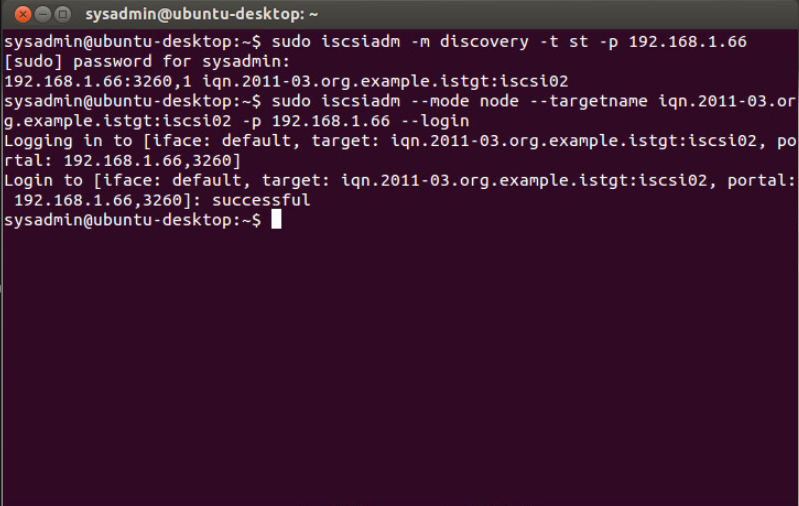 sysadmin@ubuntu-desktop: ~
sysadmin@ubuntu-desktop:~$ sudo iscsiadm -m discovery -t st -p 192.168.1.66
[sudo] password for sysadmin:
192.168.1.66:3260,1 iqn.2011-03.org.example.istgt:iscsi02
sysadmin@ubuntu-desktop:~$ sudo iscsiadm --mode node --targetname iqn.2011-03.or
g.example.istgt:iscsi02 -p 192.168.1.66 --login
Logging in to [iface: default, target: iqn.2011-03.org.example.istgt:iscsi02, po
rtal: 192.168.1.66,3260]
Login to [iface: default, target: iqn.2011-03.org.example.istgt:iscsi02, portal:
 192.168.1.66,3260]: successful
sysadmin@ubuntu-desktop:~$